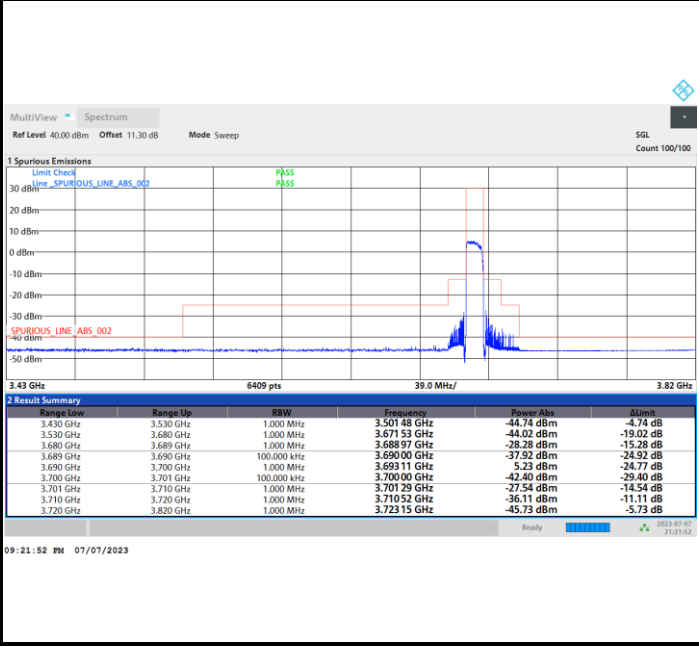 MultiView Spectrum
Ref Level 40.00 dBm Offset 11.30 dB Mode Sweep SGL
Count 100/100
1 Spurious Emissions
Limit Check PASS
Line _SPURIOUS_LINE_ABS_002 PASS
30 dBm
20 dBm
10 dBm
0 dBm
-10 dBm
-20 dBm
-30 dBm
_SPURIOUS_LINE_ABS_002
-40 dBm
-50 dBm
3.43 GHz 6409 pts 39.0 MHz/ 3.82 GHz
2 Result Summary
Range Low Range Up RBW Frequency Power Abs ΔLimit
3.430 GHz 3.530 GHz 1.000 MHz 3.501 48 GHz -44.74 dBm -4.74 dB
3.530 GHz 3.680 GHz 1.000 MHz 3.671 53 GHz -44.02 dBm -19.02 dB
3.680 GHz 3.689 GHz 1.000 MHz 3.688 97 GHz -28.28 dBm -15.28 dB
3.689 GHz 3.690 GHz 100.000 kHz 3.690 00 GHz -37.92 dBm -24.92 dB
3.690 GHz 3.700 GHz 1.000 MHz 3.693 11 GHz 5.23 dBm -24.77 dB
3.700 GHz 3.701 GHz 100.000 kHz 3.700 00 GHz -42.40 dBm -29.40 dB
3.701 GHz 3.710 GHz 1.000 MHz 3.701 29 GHz -27.54 dBm -14.54 dB
3.710 GHz 3.720 GHz 1.000 MHz 3.710 52 GHz -36.11 dBm -11.11 dB
3.720 GHz 3.820 GHz 1.000 MHz 3.723 15 GHz -45.73 dBm -5.73 dB
Ready 2023-07-07
21:21:52
09:21:52 PM 07/07/2023